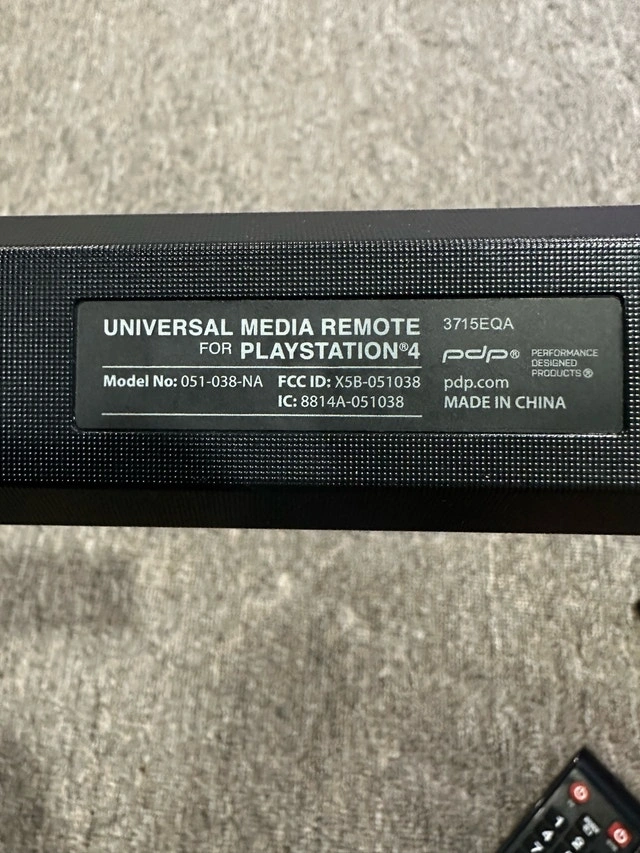 UNIVERSAL MEDIA REMOTE
FOR PLAYSTATION®4
Model No: 051-038-NA FCC ID: X5B-051038
IC: 8814A-051038
3715EQA
pdp® PERFORMANCE
DESIGNED
PRODUCTS®
pdp.com
MADE IN CHINA